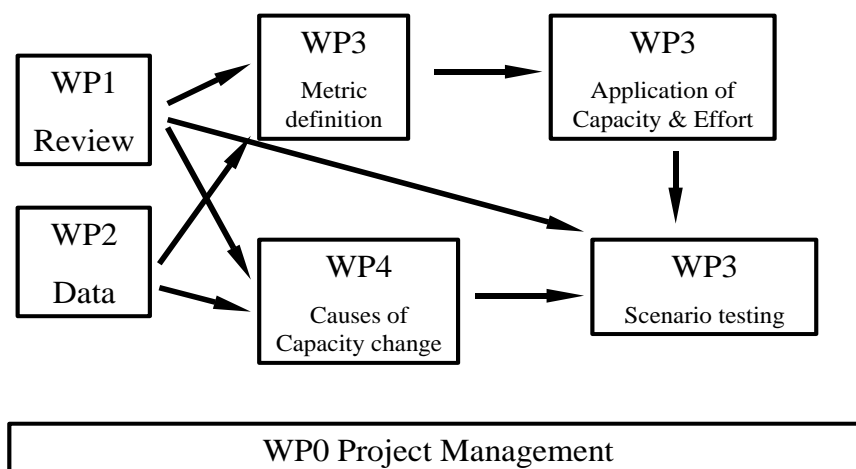 WP1
Review
WP3
Metric
definition
WP3
Application of
Capacity & Effort
WP2
Data
WP4
Causes of
Capacity change
WP3
Scenario testing
WP0 Project Management